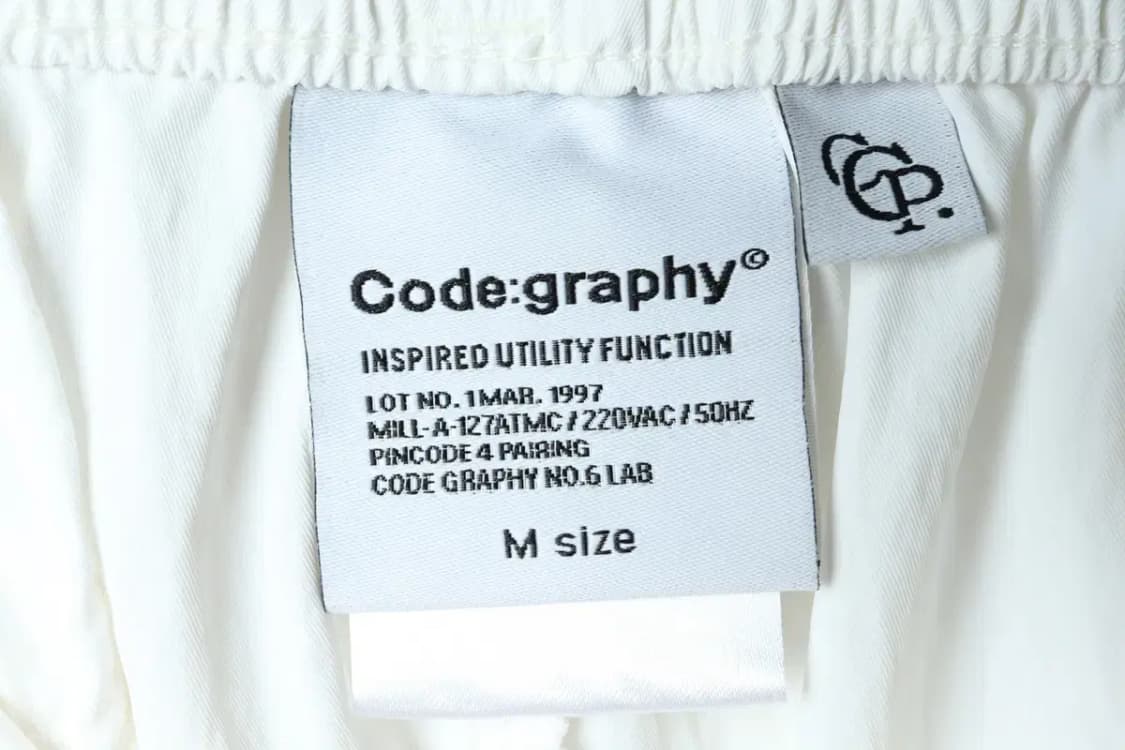 Code:graphy©
INSPIRED UTILITY FUNCTION
LOT NO. 1MAR. 1997
MILL-A-127ATMC / 220VAC / 50HZ
PINCODE 4 PAIRING
CODE GRAPHY NO.6 LAB
M size
CGP.